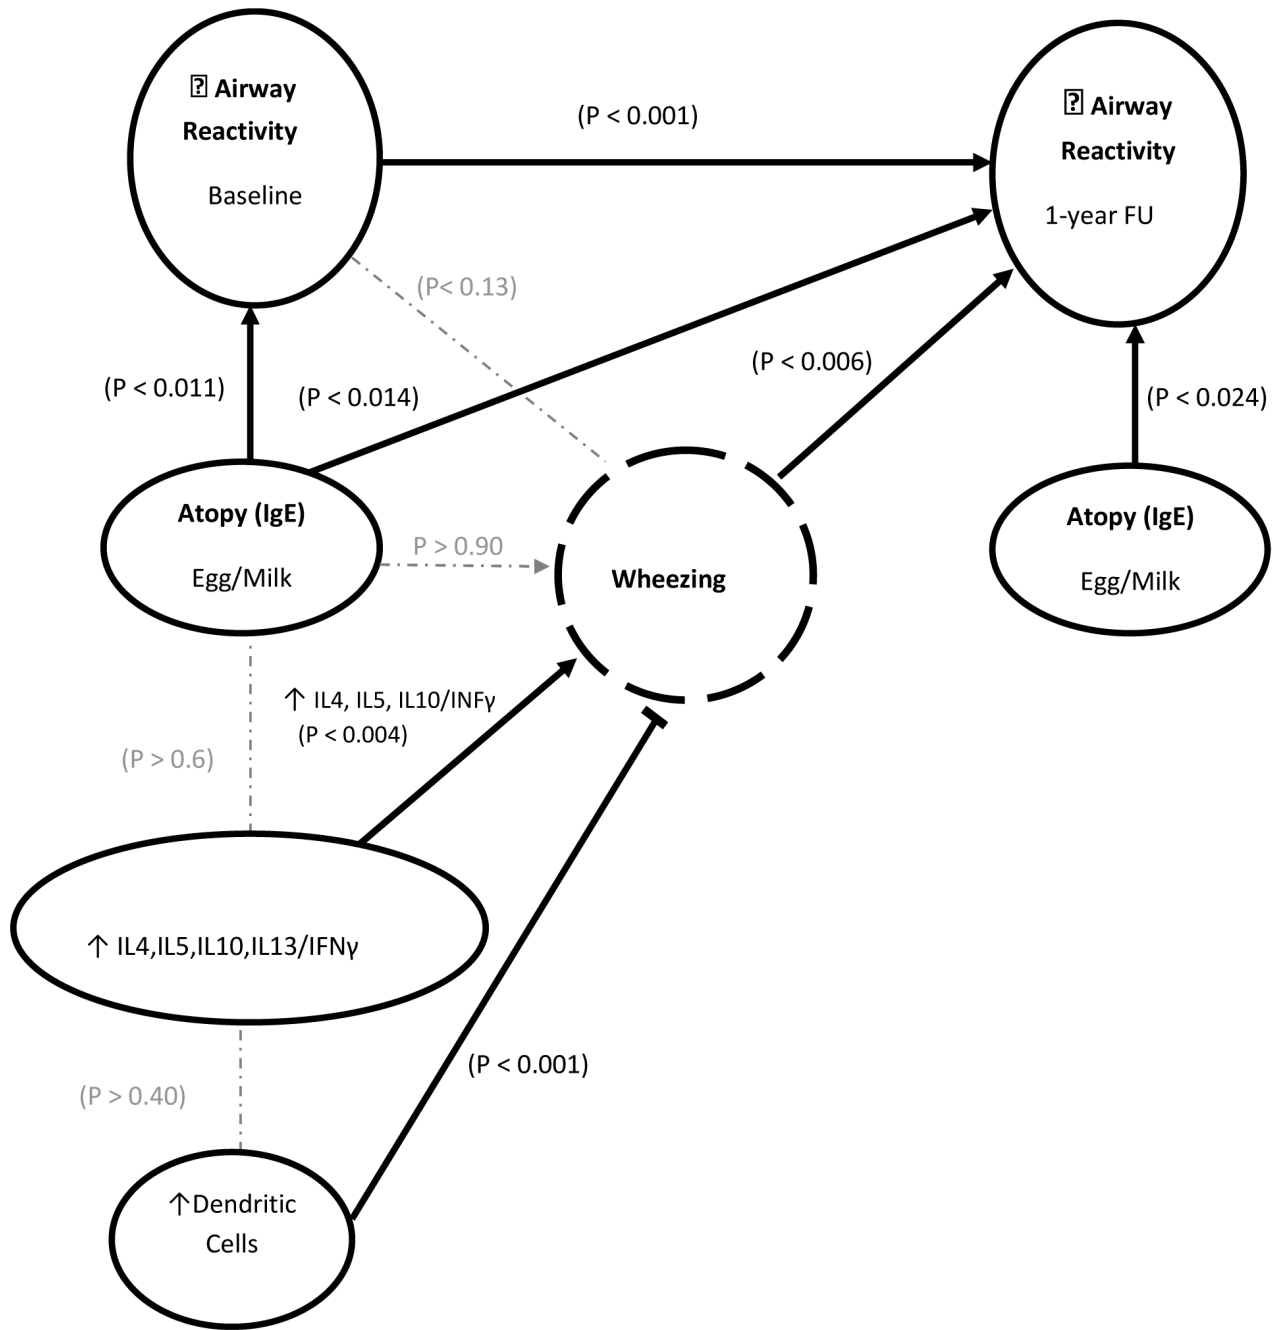 ⍰ Airway
Reactivity
Baseline
(P < 0.001)
⍰ Airway
Reactivity
1-year FU
(P< 0.13)
(P < 0.011)
(P < 0.014)
(P < 0.006)
(P < 0.024)
Atopy (IgE)
Egg/Milk
P > 0.90
Wheezing
Atopy (IgE)
Egg/Milk
↑ IL4, IL5, IL10/INFγ
(P < 0.004)
(P > 0.6)
↑ IL4,IL5,IL10,IL13/IFNγ
(P < 0.001)
(P > 0.40)
↑Dendritic
Cells